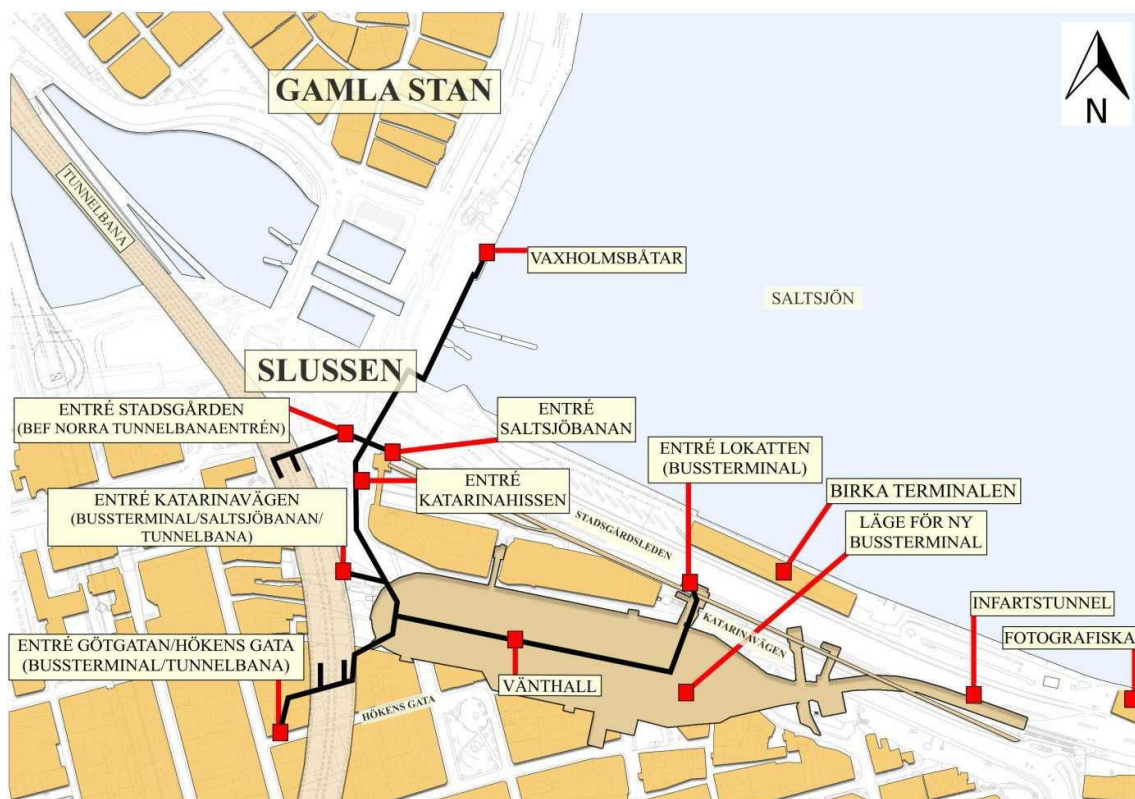 GAMLA STAN
N
TUNNELBANA
VAXHOLMSBÅTAR
SALTSJÖN
SLUSSEN
ENTRÉ STADSGÅRDEN
(BEF NORRA TUNNELBANAENTRÉN)
ENTRÉ
SALTSJÖBANAN
ENTRÉ LOKATTEN
(BUSSTERMINAL)
ENTRÉ
KATARINAHISSEN
BIRKA TERMINALEN
ENTRÉ KATARINAVÄGEN
(BUSSTERMINAL/SALTSJÖBANAN/
TUNNELBANA)
STADSGÅRDSLEDEN
LÄGE FÖR NY
BUSSTERMINAL
INFARTSTUNNEL
KATARINAVÄGEN
FOTOGRAFISKA
ENTRÉ GÖTGATAN/HÖKENS GATA
(BUSSTERMINAL/TUNNELBANA)
VÄNTHALL
HÖKENS GATA